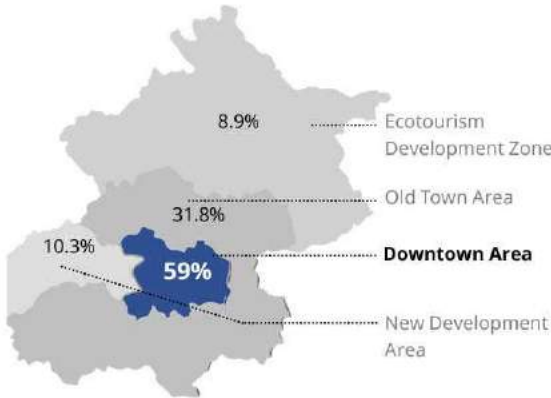 8.9%
Ecotourism
Development Zone
Old Town Area
31.8%
10.3%
Downtown Area
59%
New Development
Area